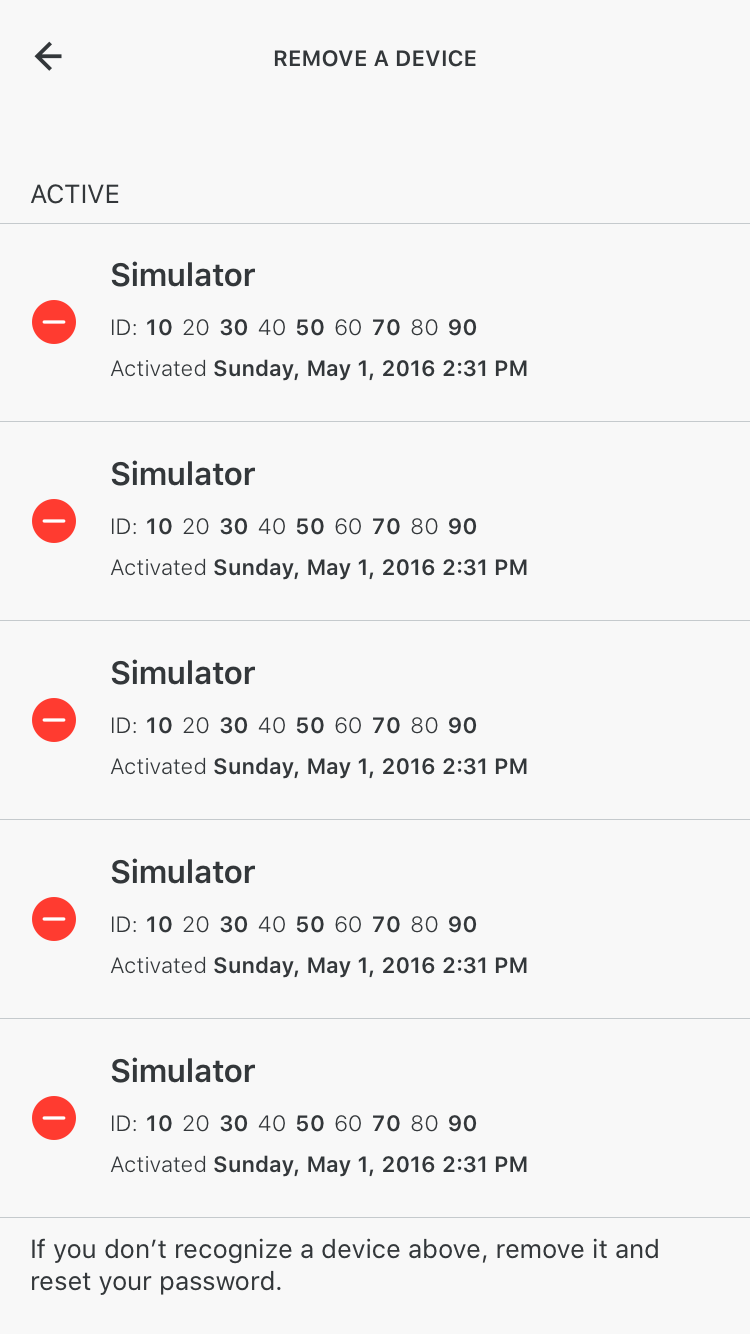 REMOVE A DEVICE
ACTIVE
Simulator
ID: 10 20 30 40 50 60 70 80 90
Activated Sunday, May 1, 2016 2:31 PM
Simulator
ID: 10 20 30 40 50 60 70 80 90
Activated Sunday, May 1, 2016 2:31 PM
Simulator
ID: 10 20 30 40 50 60 70 80 90
Activated Sunday, May 1, 2016 2:31 PM
Simulator
ID: 10 20 30 40 50 60 70 80 90
Activated Sunday, May 1, 2016 2:31 PM
Simulator
ID: 10 20 30 40 50 60 70 80 90
Activated Sunday, May 1, 2016 2:31 PM
If you don’t recognize a device above, remove it and
reset your password.